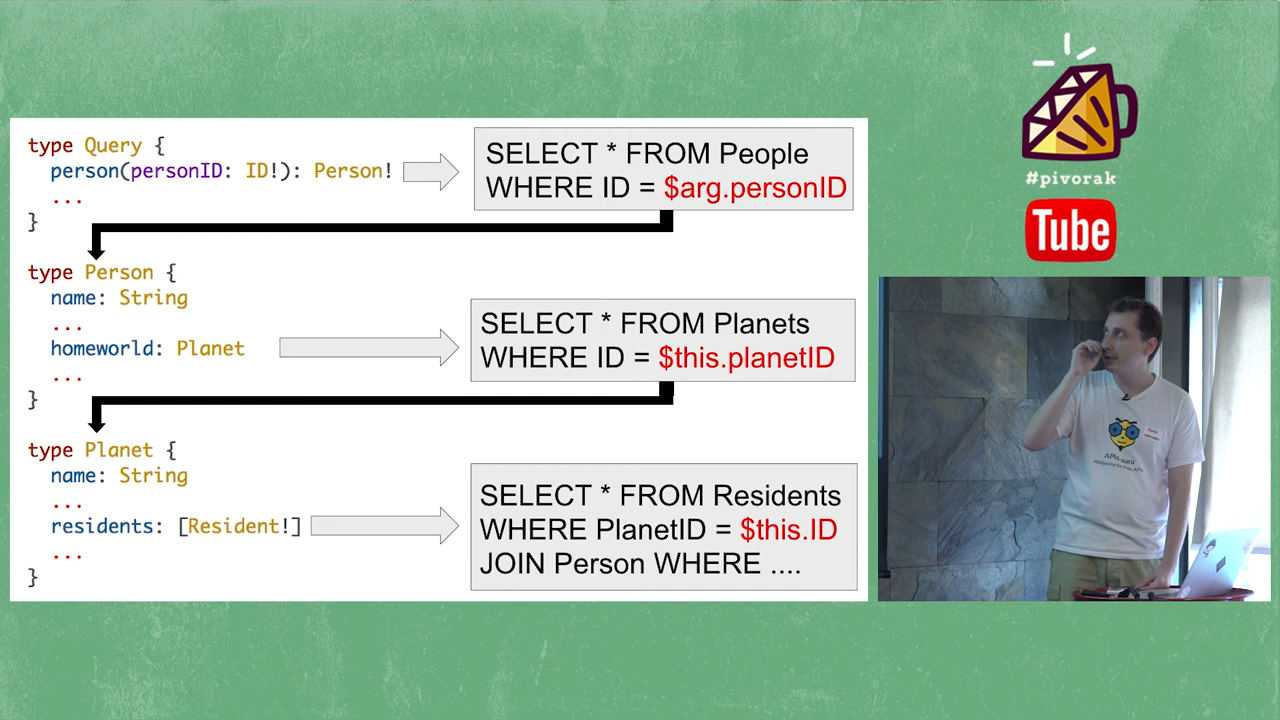 type Query {
person(personID: ID!): Person!
...
}
SELECT * FROM People
WHERE ID = $arg.personID
type Person {
name: String
...
homeworld: Planet
...
}
SELECT * FROM Planets
WHERE ID = $this.planetID
type Planet {
name: String
...
residents: [Resident!]
...
}
SELECT * FROM Residents
WHERE PlanetID = $this.ID
JOIN Person WHERE ....
#pivorak
Tube